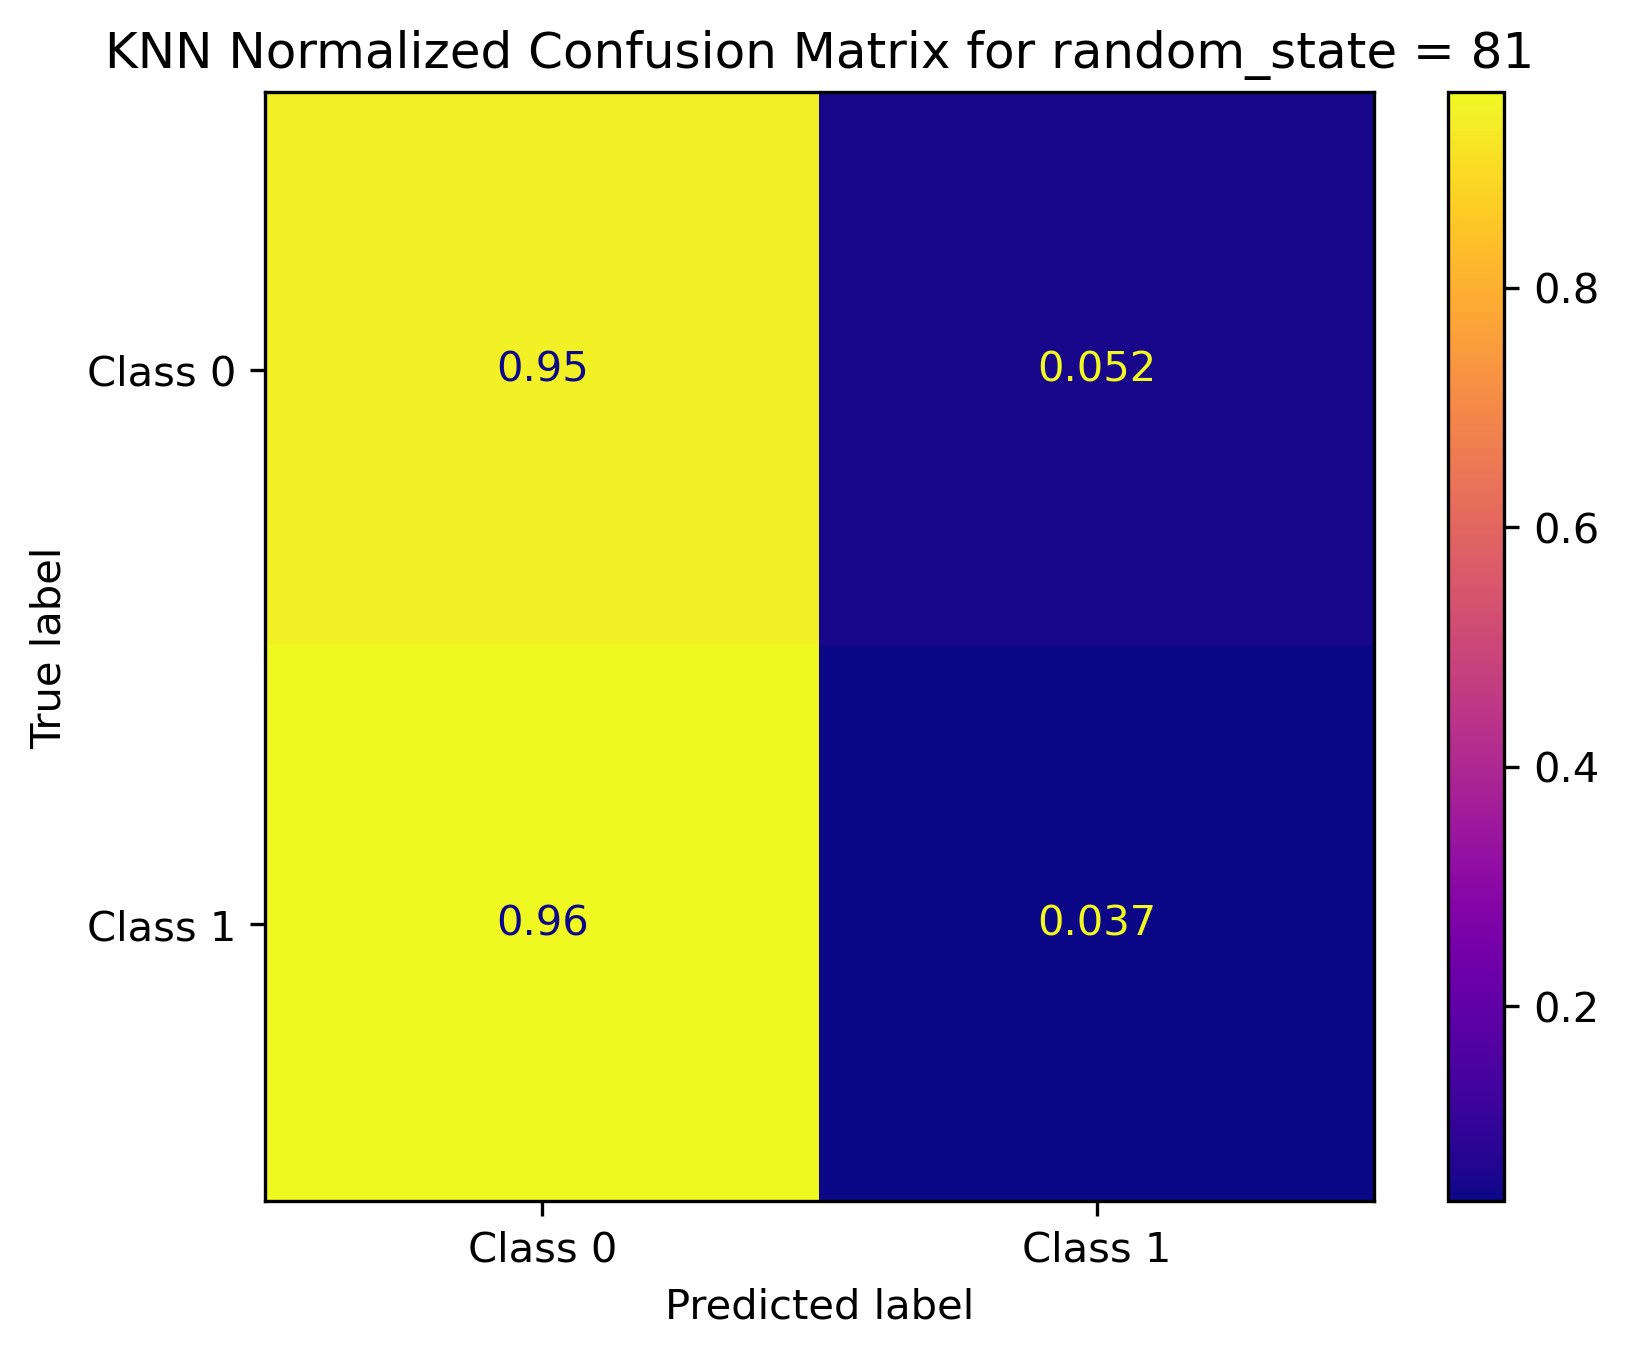 KNN Normalized Confusion Matrix for random_state = 81
True label
Class 0
0.95
0.052
Class 1
0.96
0.037
Class 0
Class 1
Predicted label
0.8
0.6
0.4
0.2